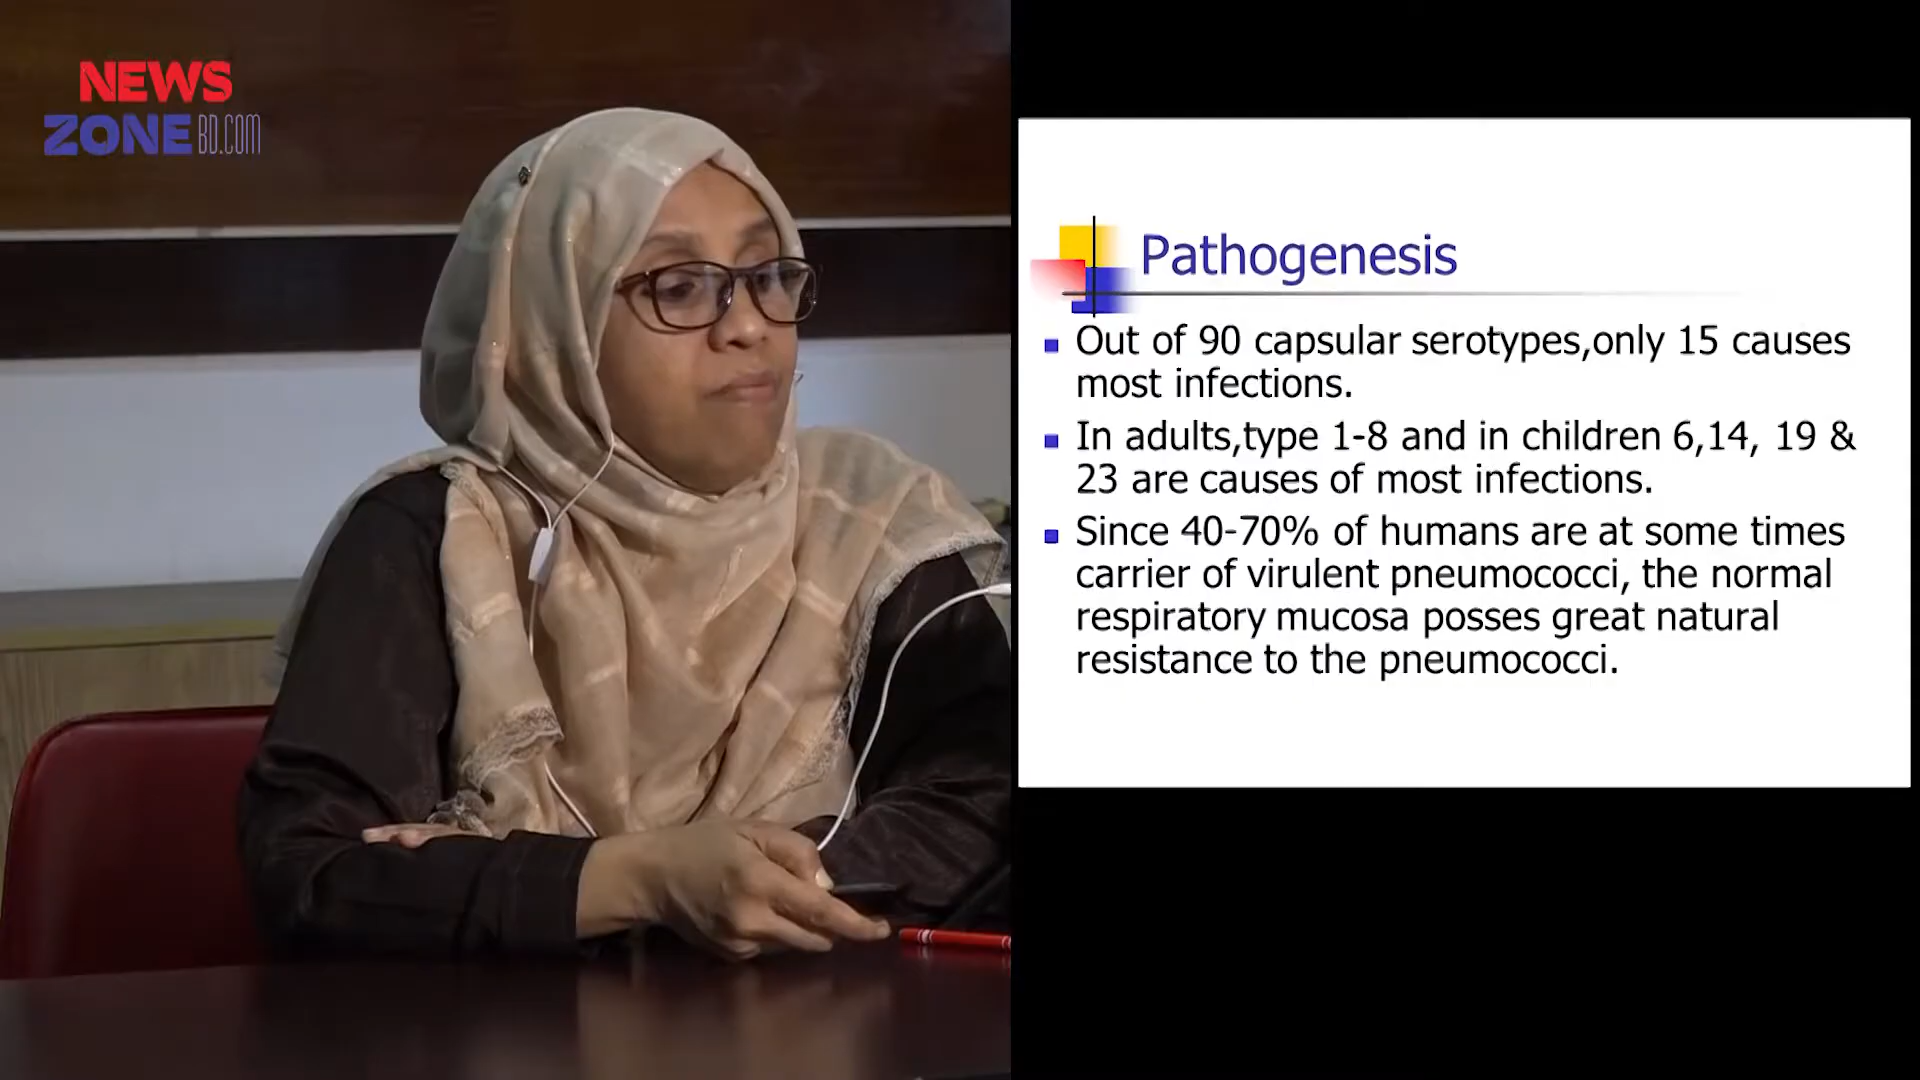 NEWS
ZONE BD.COM
Pathogenesis
Out of 90 capsular serotypes,only 15 causes
most infections.
In adults,type 1-8 and in children 6,14, 19 &
23 are causes of most infections.
Since 40-70% of humans are at some times
carrier of virulent pneumococci, the normal
respiratory mucosa posses great natural
resistance to the pneumococci.